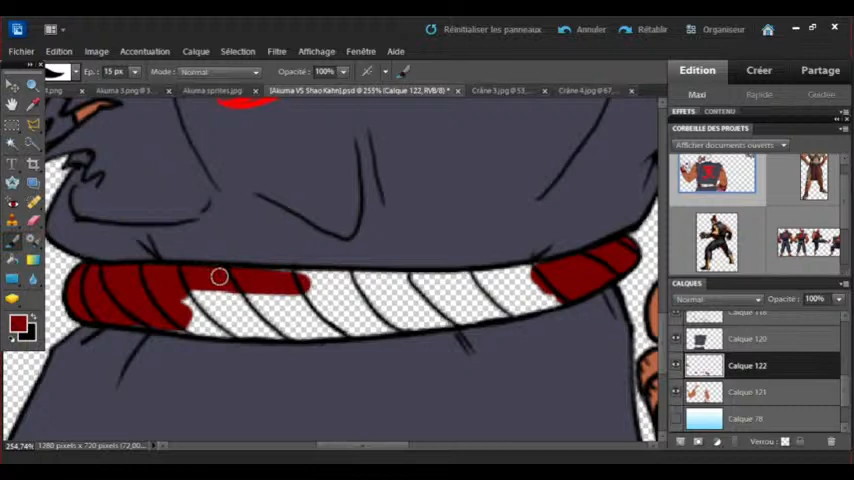 Réinitialiser les panneaux Annuler Rétablir Organiseur
Fichier Edition Image Accentuation Calque Sélection Filtre Affichage Fenêtre Aide
Ep.: 15 px Mode: Normal Opacité: 100%
Edition Créer Partage
3.png Akuma 3.png @ 3... Akuma sprites.jpg [Akuma VS Shao Kahn].psd @ 255% (Calque 122, RVB/8) * Crâne 3.jpg @ 53,... Crâne 4.jpg @ 67,...
Maxi Rapide Guidée
EFFETS CONTENU
CORBEILLE DES PROJETS
Afficher documents ouverts
CALQUES
Normal Opacité: 100%
Calque 120
Calque 122
Calque 121
Calque 78
Verrou:
254,74% 1280 pixels x 720 pixels (72,00...